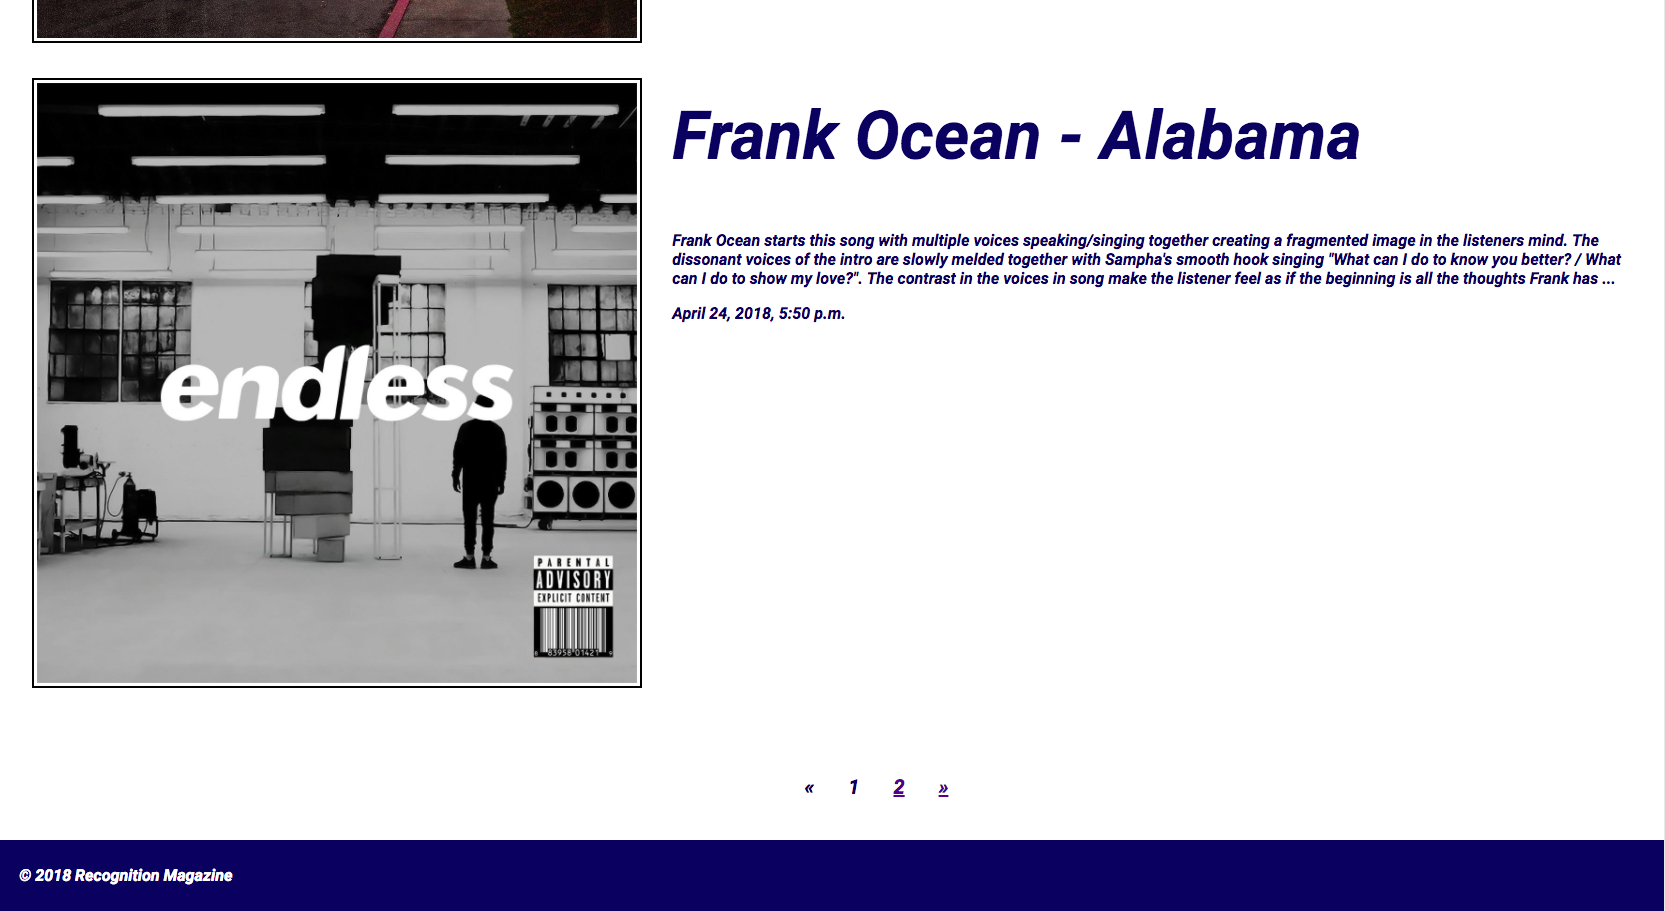 Frank Ocean - Alabama
Frank Ocean starts this song with multiple voices speaking/singing together creating a fragmented image in the listeners mind. The
dissonant voices of the intro are slowly melded together with Sampha's smooth hook singing "What can I do to know you better? / What
can I do to show my love?". The contrast in the voices in song make the listener feel as if the beginning is all the thoughts Frank has ...
April 24, 2018, 5:50 p.m.
endless
PARENTAL
ADVISORY
EXPLICIT CONTENT
8 83958 01421 9
« 1 2 »
© 2018 Recognition Magazine